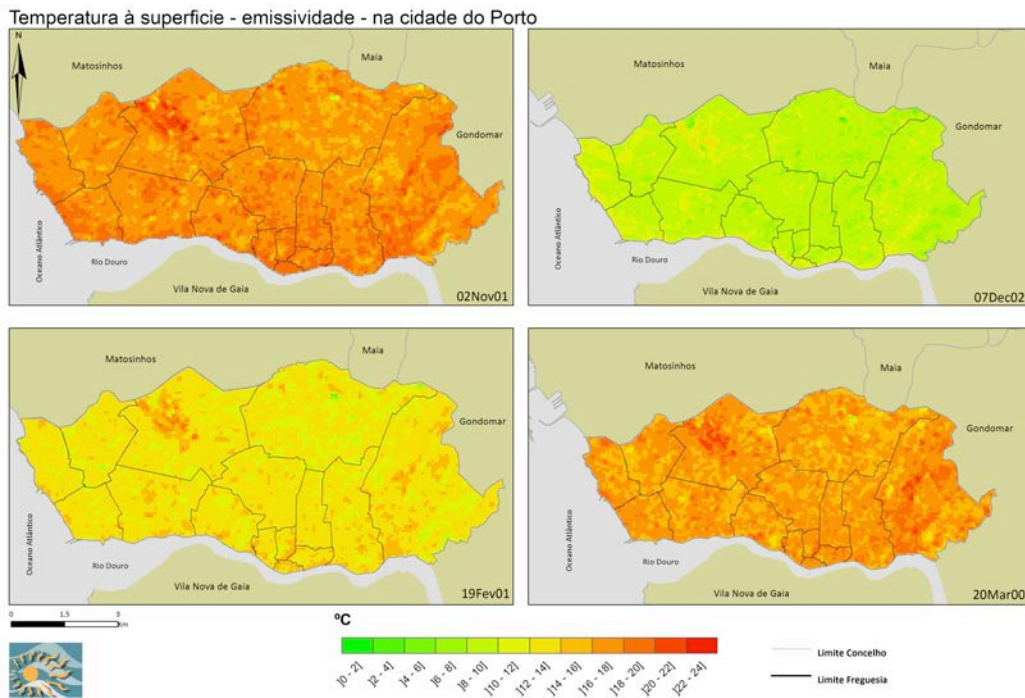 Temperatura à superficie - emissividade - na cidade do Porto
N
Matosinhos
Maia
Gondomar
Oceano Atlântico
Rio Douro
Vila Nova de Gaia
02Nov01
Matosinhos
Maia
Gondomar
Oceano Atlântico
Rio Douro
Vila Nova de Gaia
07Dec02
Matosinhos
Maia
Gondomar
Oceano Atlântico
Rio Douro
Vila Nova de Gaia
19Fev01
Matosinhos
Maia
Gondomar
Oceano Atlântico
Rio Douro
Vila Nova de Gaia
20Mar00
0 1,5 3
Km
ºC
]0 - 2]
]2 - 4]
]4 - 6]
]6 - 8]
]8 - 10]
]10 - 12]
]12 - 14]
]14 - 16]
]16 - 18]
]18 - 20]
]20 - 22]
]22 - 24]
Limite Concelho
Limite Freguesia